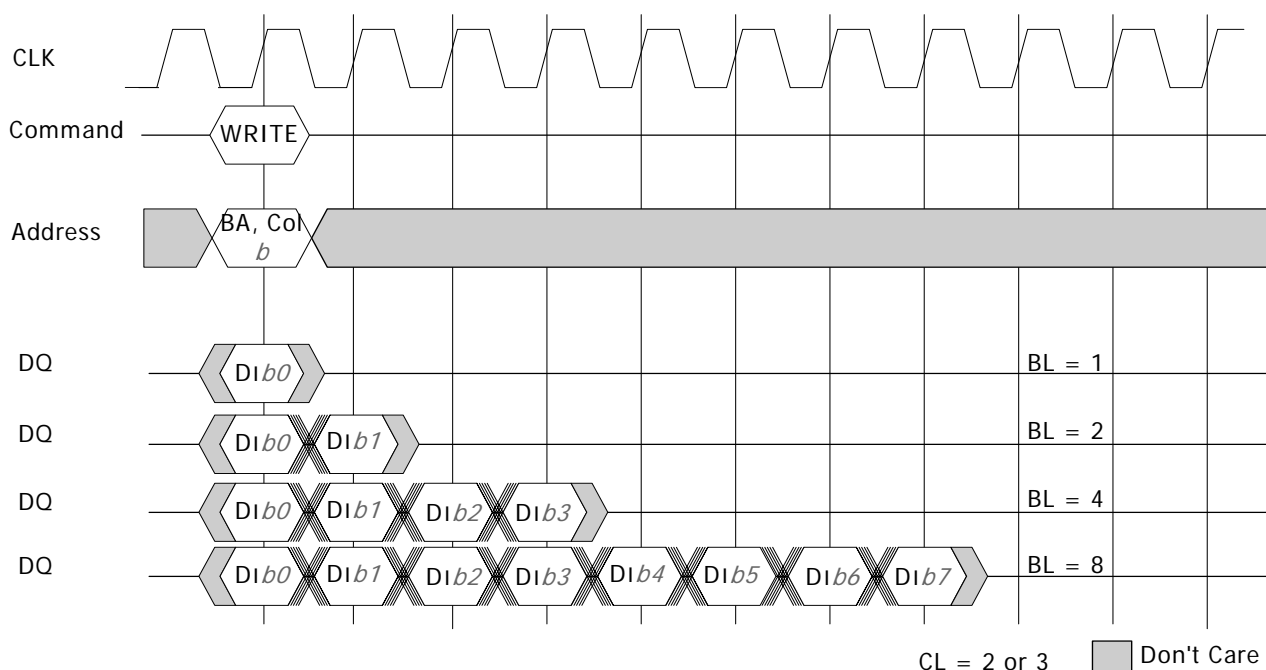 CLK
Command
WRITE
Address
BA, Col
b
DQ
DIb0
BL = 1
DQ
DIb0 DIb1
BL = 2
DQ
DIb0 DIb1 DIb2 DIb3
BL = 4
DQ
DIb0 DIb1 DIb2 DIb3 DIb4 DIb5 DIb6 DIb7
BL = 8
CL = 2 or 3
Don't Care